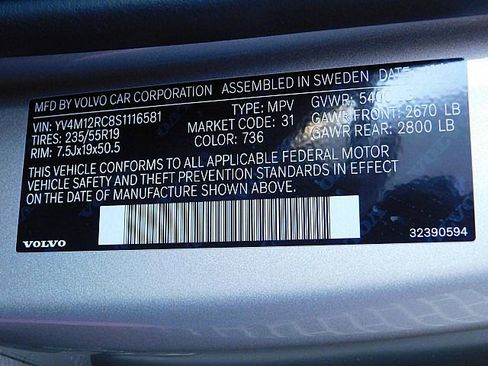 MFD BY VOLVO CAR CORPORATION ASSEMBLED IN SWEDEN
VIN: YV4M12RC8S1116581 TYPE: MPV GVWR:
TIRES: 235/55R19 MARKET CODE: 31 GAWR FRONT: 2670 LB
RIM: 7.5Jx19x50.5 COLOR: 736 GAWR REAR: 2800 LB
THIS VEHICLE CONFORMS TO ALL APPLICABLE FEDERAL MOTOR
VEHICLE SAFETY AND THEFT PREVENTION STANDARDS IN EFFECT
ON THE DATE OF MANUFACTURE SHOWN ABOVE.
VOLVO 32390594